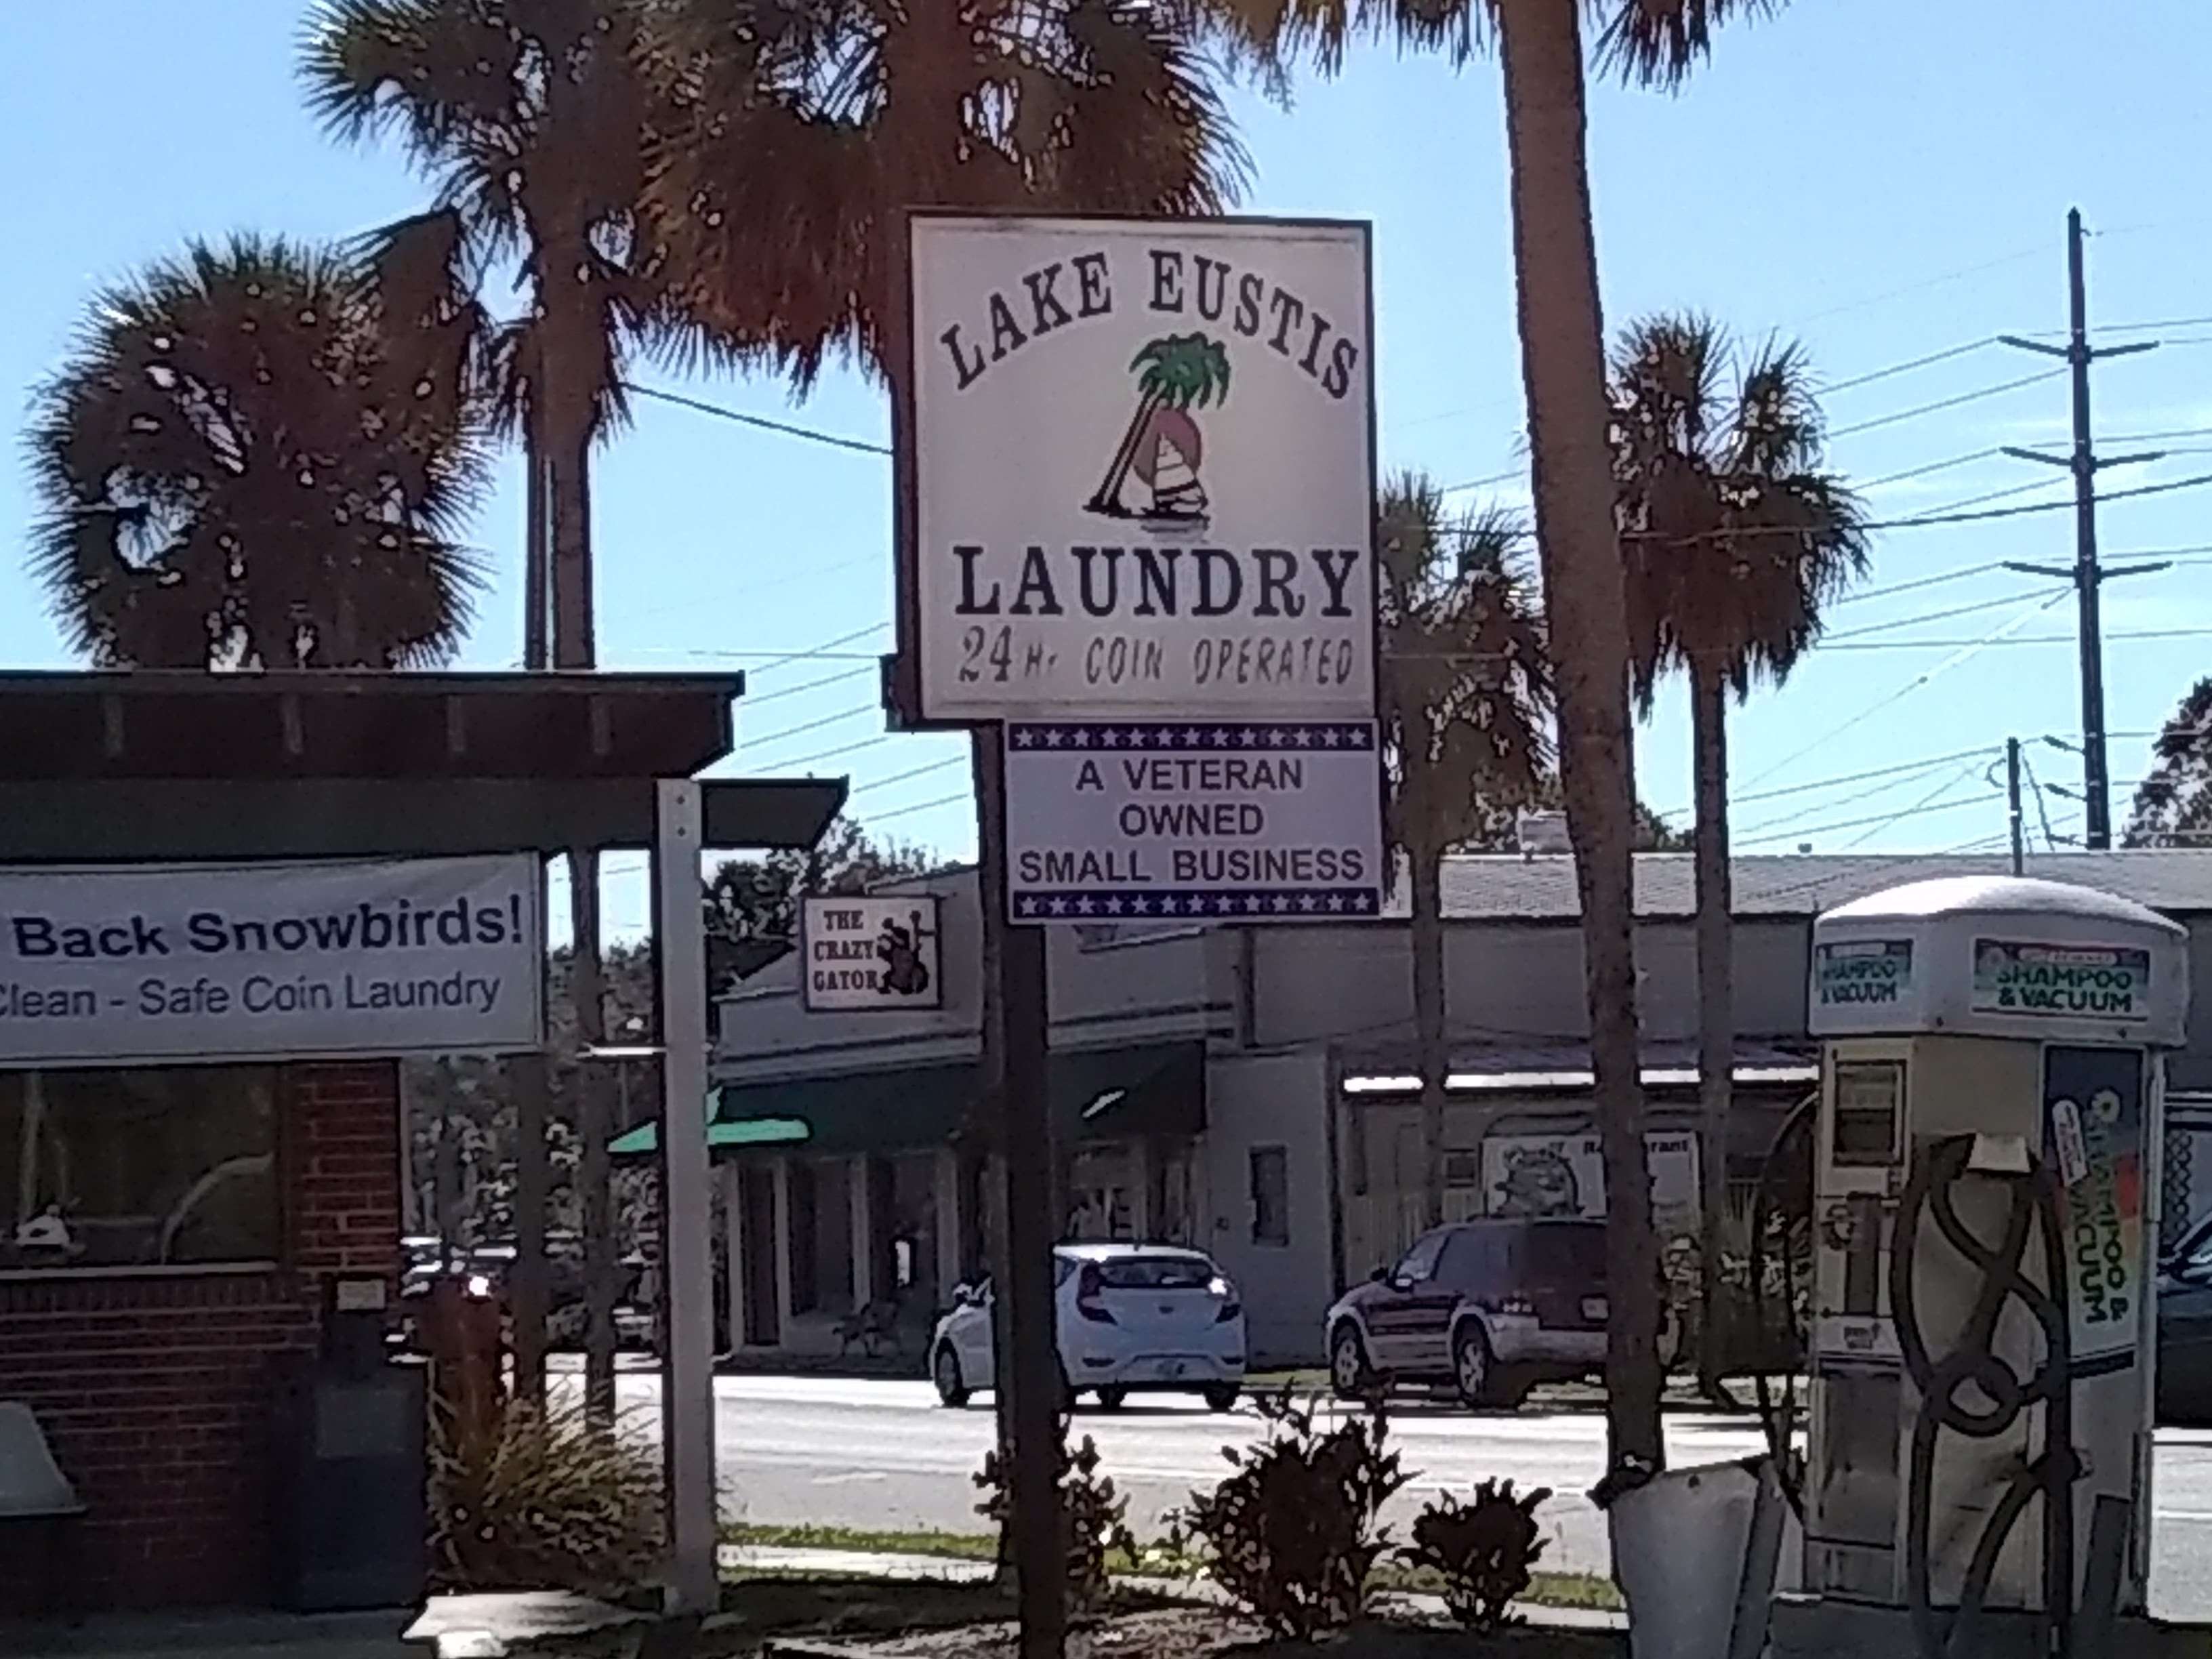 LAKE EUSTIS
LAUNDRY
24 Hr COIN OPERATED
A VETERAN
OWNED
SMALL BUSINESS
Back Snowbirds!
Clean - Safe Coin Laundry
THE
CRAZY
GATOR
SHAMPOO
& VACUUM
SHAMPOO
& VACUUM
SHAMPOO &
VACUUM